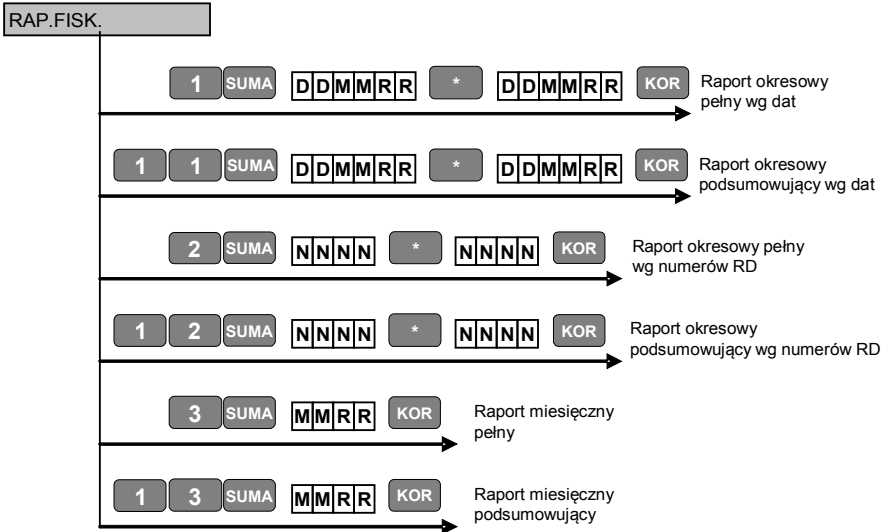 RAP.FISK.
1 SUMA DDMMRR * DDMMRR KOR Raport okresowy
pełny wg dat
1 1 SUMA DDMMRR * DDMMRR KOR Raport okresowy
podsumowujący wg dat
2 SUMA NNNN * NNNN KOR Raport okresowy pełny
wg numerów RD
1 2 SUMA NNNN * NNNN KOR Raport okresowy
podsumowujący wg numerów RD
3 SUMA MMRR KOR Raport miesięczny
pełny
1 3 SUMA MMRR KOR Raport miesięczny
podsumowujący